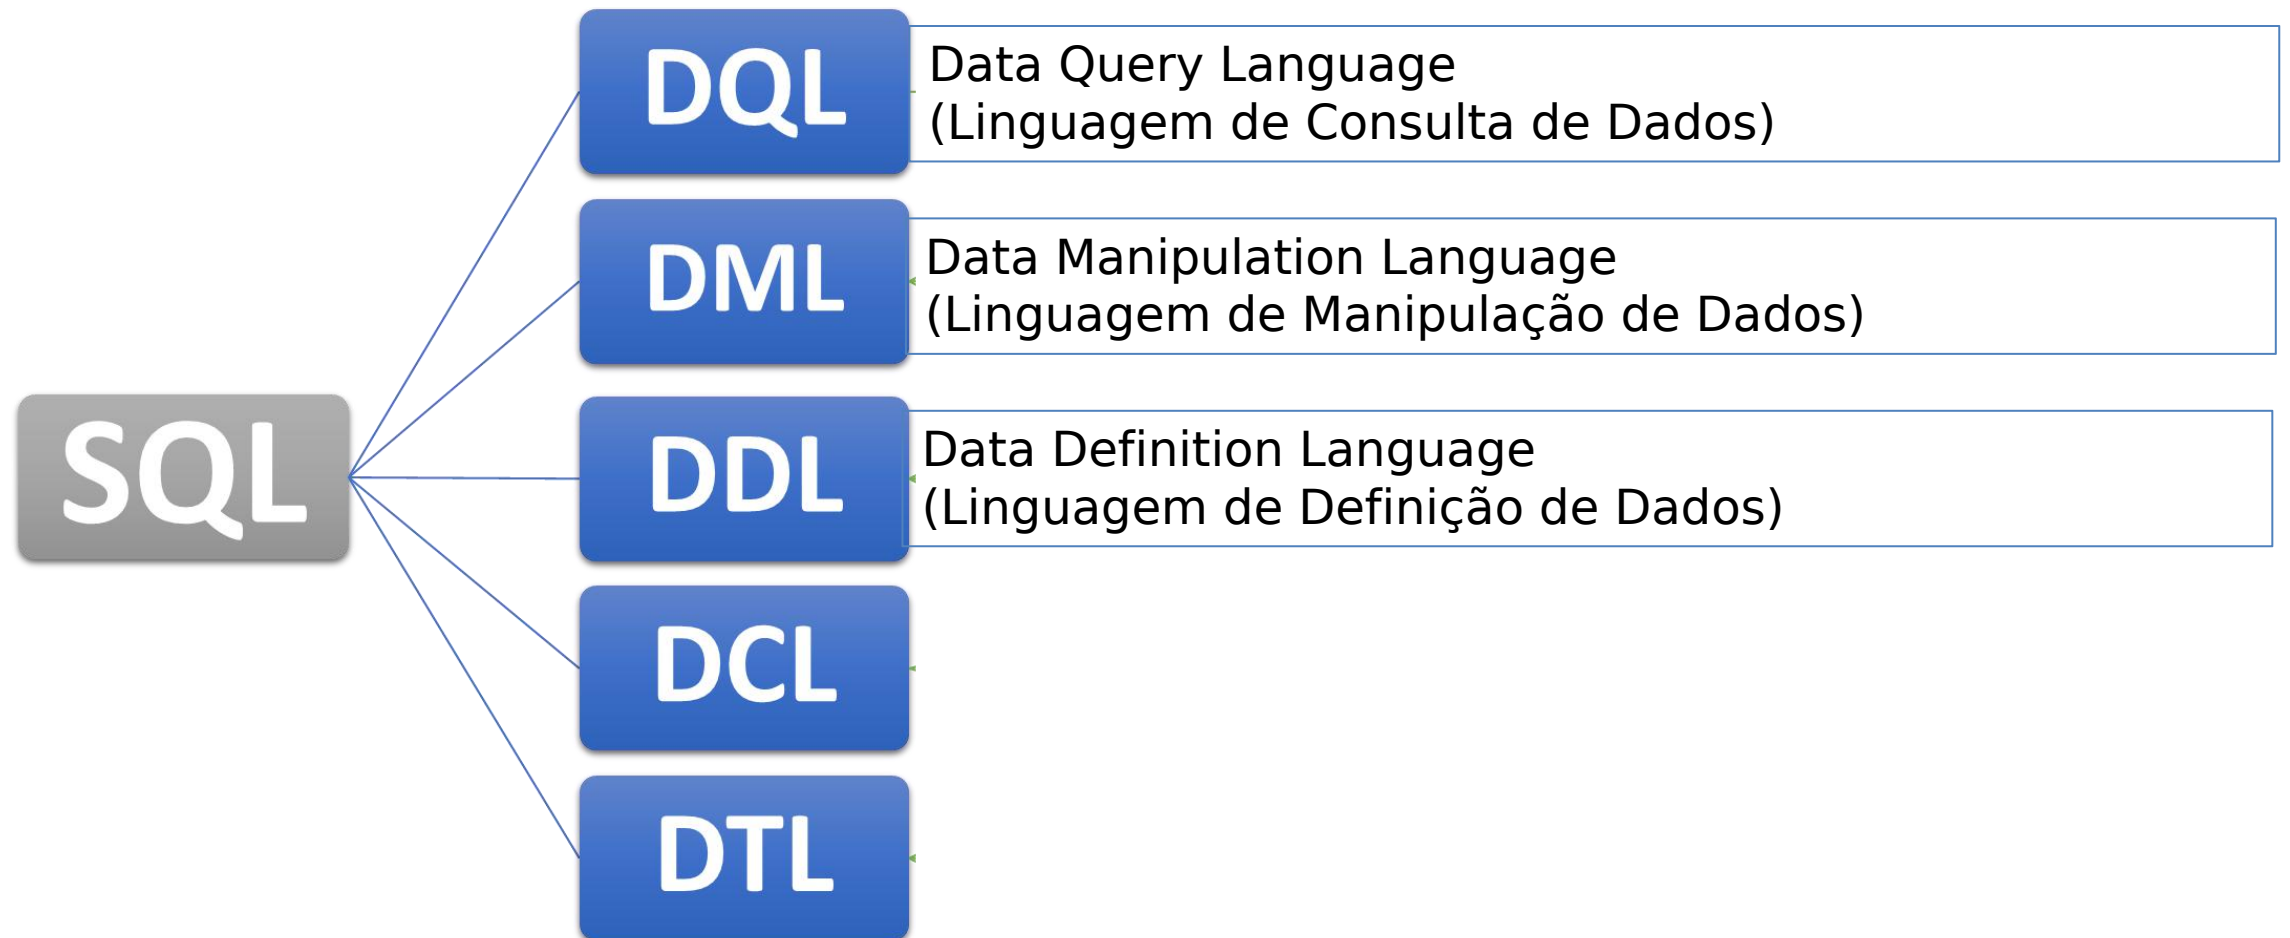 DQL
Data Query Language
(Linguagem de Consulta de Dados)
DML
Data Manipulation Language
(Linguagem de Manipulação de Dados)
SQL
DDL
Data Definition Language
(Linguagem de Definição de Dados)
DCL
DTL